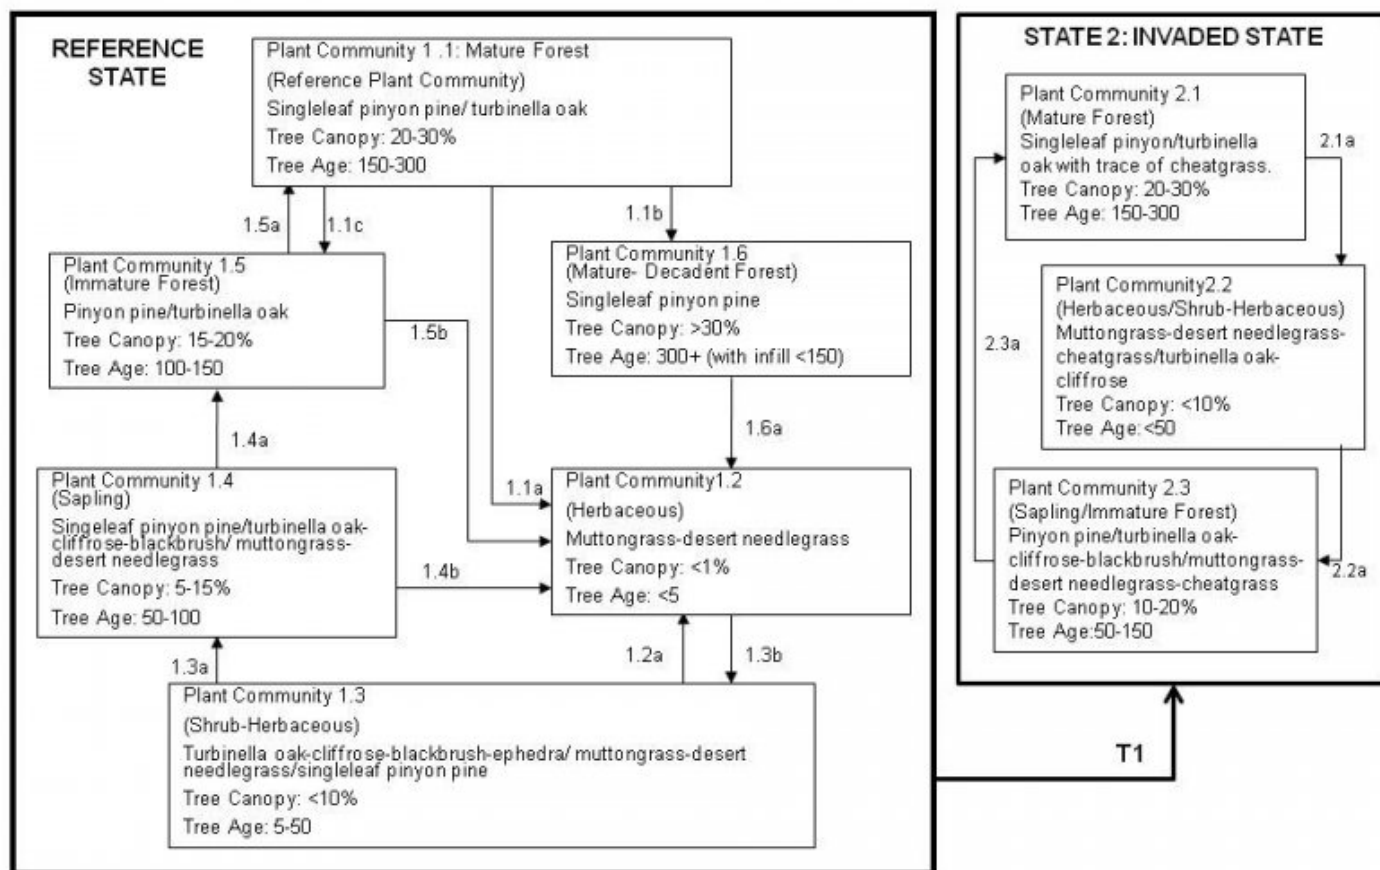 REFERENCE
STATE
Plant Community 1 .1: Mature Forest
(Reference Plant Community)
Singleleaf pinyon pine/ turbinella oak
Tree Canopy: 20-30%
Tree Age: 150-300
1.5a
1.1c
1.1b
Plant Community 1.5
(Immature Forest)
Pinyon pine/turbinella oak
Tree Canopy: 15-20%
Tree Age: 100-150
1.5b
Plant Community 1.6
(Mature- Decadent Forest)
Singleleaf pinyon pine
Tree Canopy: >30%
Tree Age: 300+ (with infill <150)
1.4a
1.6a
Plant Community 1.4
(Sapling)
Singeleaf pinyon pine/turbinella oak-
cliffrose-blackbrush/ muttongrass-
desert needlegrass
Tree Canopy: 5-15%
Tree Age: 50-100
1.1a
1.4b
Plant Community1.2
(Herbaceous)
Muttongrass-desert needlegrass
Tree Canopy: <1%
Tree Age: <5
1.3a
1.2a
1.3b
Plant Community 1.3
(Shrub-Herbaceous)
Turbinella oak-cliffrose-blackbrush-ephedra/ muttongrass-desert
needlegrass/singleleaf pinyon pine
Tree Canopy: <10%
Tree Age: 5-50
STATE 2: INVADED STATE
Plant Community 2.1
(Mature Forest)
Singleleaf pinyon/turbinella
oak with trace of cheatgrass.
Tree Canopy: 20-30%
Tree Age: 150-300
2.1a
Plant Community2.2
(Herbaceous/Shrub-Herbaceous)
Muttongrass-desert needlegrass-
cheatgrass/turbinella oak-
cliffrose
Tree Canopy: <10%
Tree Age: <50
2.3a
Plant Community 2.3
(Sapling/Immature Forest)
Pinyon pine/turbinella oak-
cliffrose-blackbrush/muttongrass-
desert needlegrass-cheatgrass
Tree Canopy: 10-20%
Tree Age:50-150
2.2a
T1